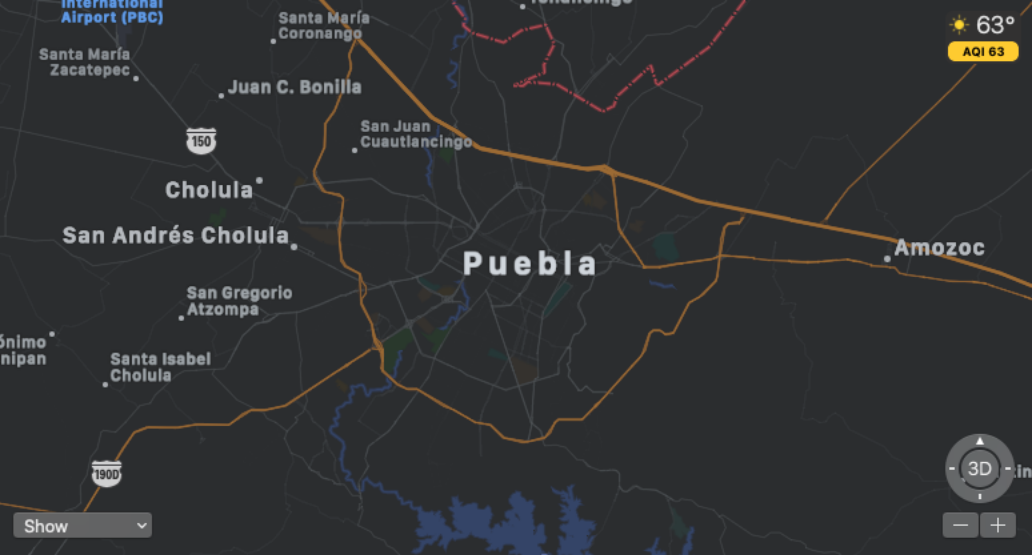 International
Airport (PBC)
Santa María
Coronango
63°
AQI 63
Santa María
Zacatepec
Juan C. Bonilla
150
San Juan
Cuautlancingo
Cholula
San Andrés Cholula
Puebla
Amozoc
San Gregorio
Atzompa
ónimo
nipan
Santa Isabel
Cholula
190D
3D
in
Show